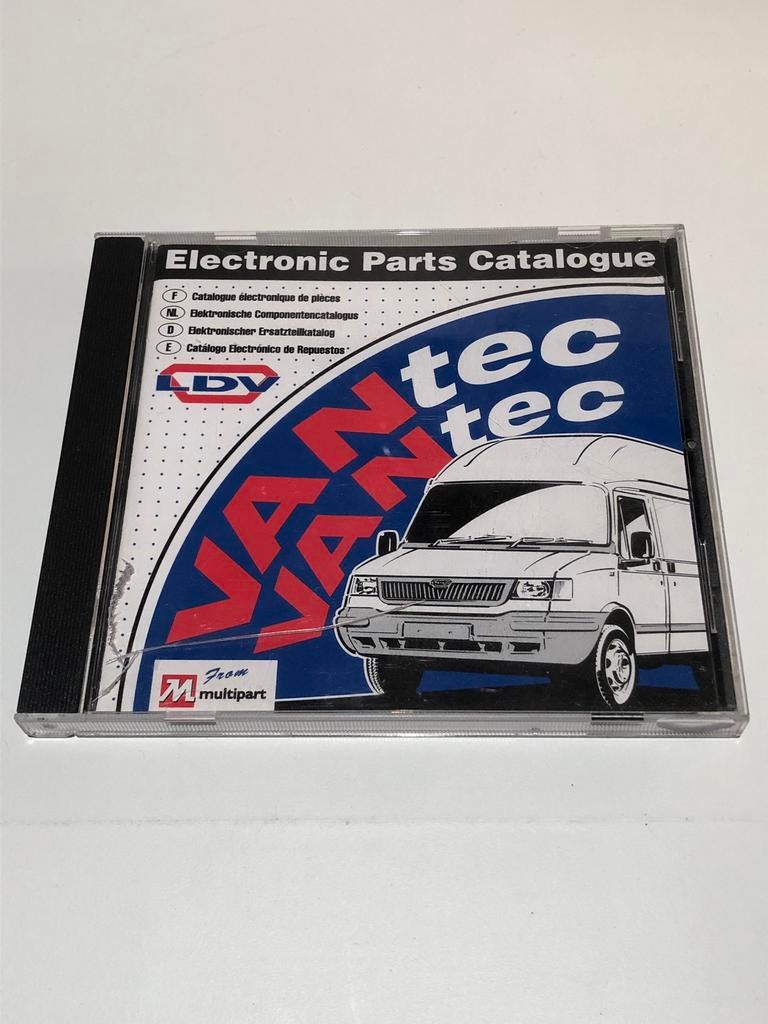 Electronic Parts Catalogue
F Catalogue électronique de pièces
NL Elektronische Componentencatalogus
D Elektronischer Ersatzteilkatalog
E Catálogo Electrónico de Repuestos
LDV
VANtec
VANtec
From
M multipart